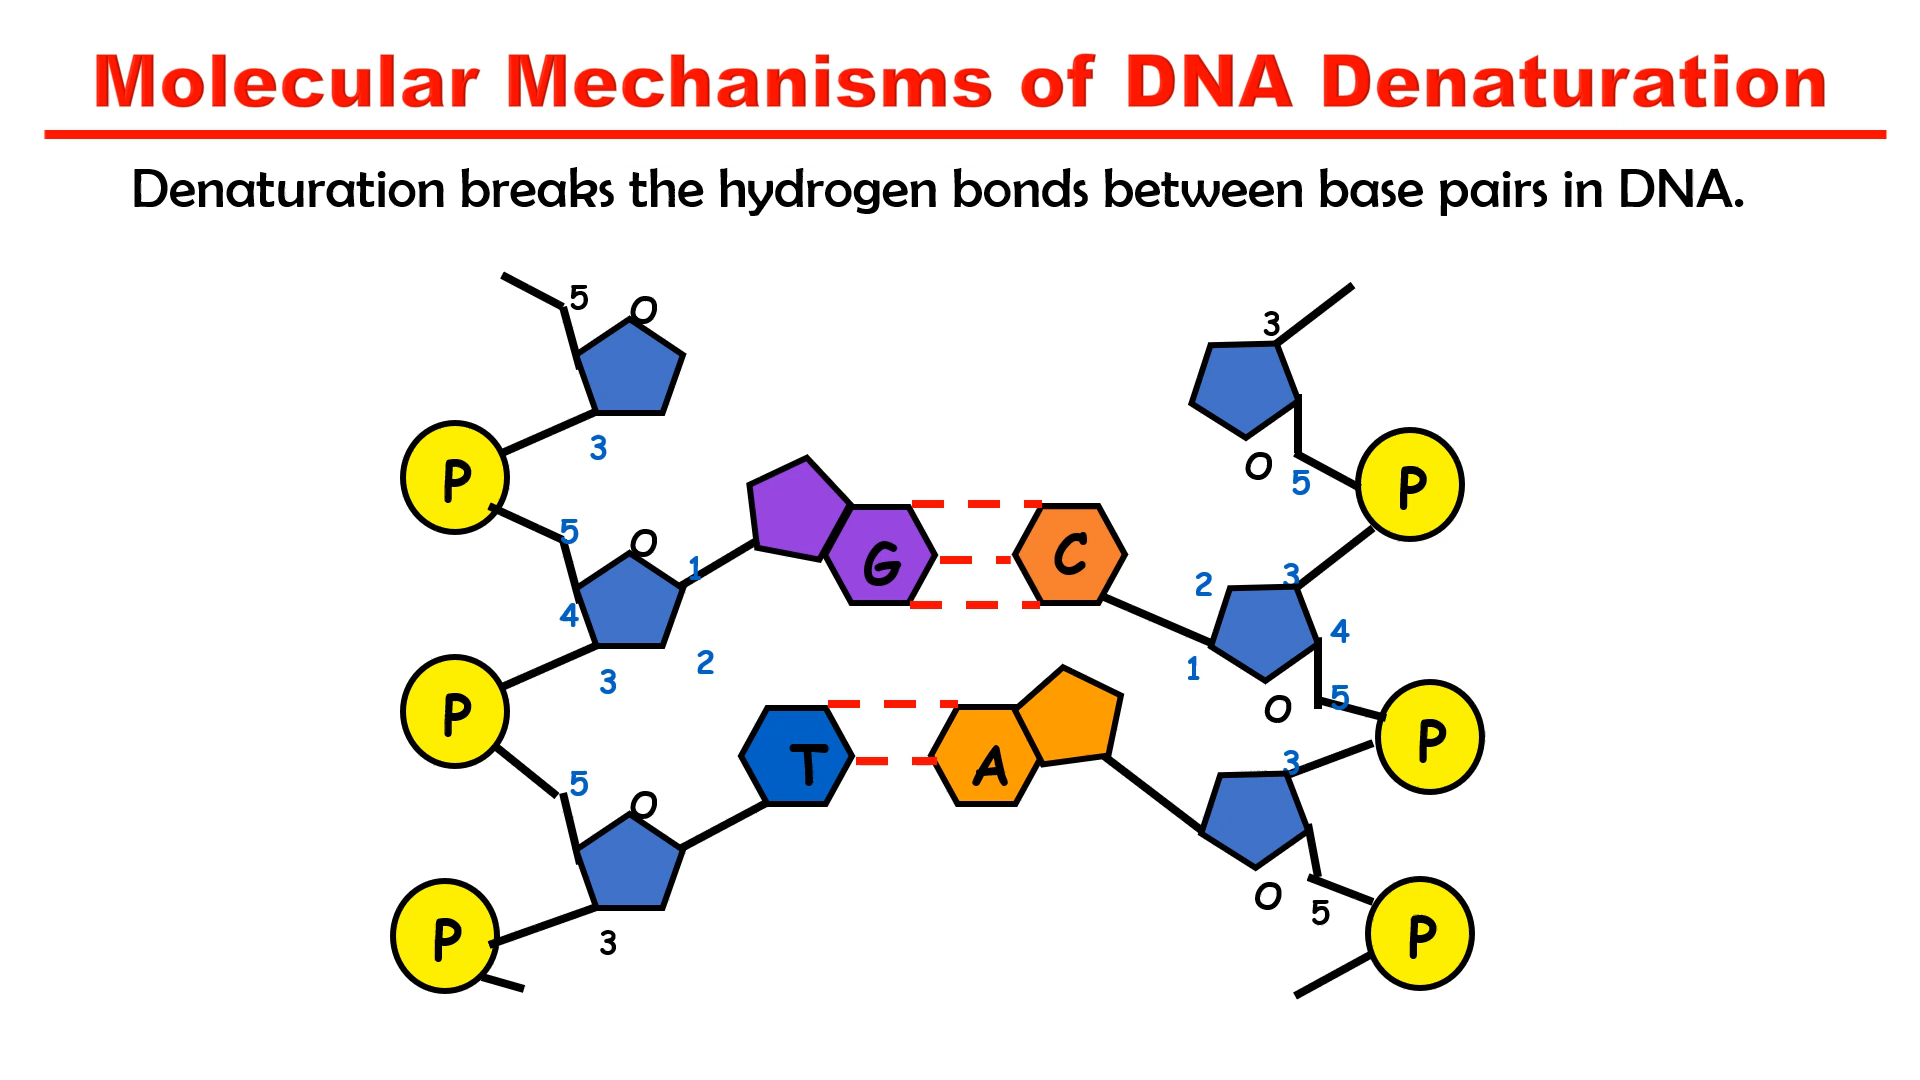 Molecular Mechanisms of DNA Denaturation
Denaturation breaks the hydrogen bonds between base pairs in DNA.
5 O
3
3
P
O 5
P
5 O
1
G
C
2 3
4
4
3
2
1
O
5
P
P
T
A
3
5 O
O
5
P
3
P